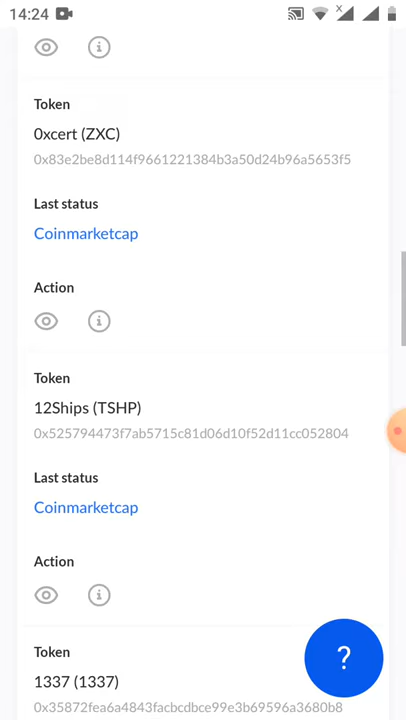 14:24
x
Token
0xcert (ZXC)
0x83e2be8d114f9661221384b3a50d24b96a5653f5
Last status
Coinmarketcap
Action
Token
12Ships (TSHP)
0x525794473f7ab5715c81d06d10f52d11cc052804
Last status
Coinmarketcap
Action
Token
1337 (1337)
0x35872fea6a4843facbcdbce99e3b69596a3680b8
?